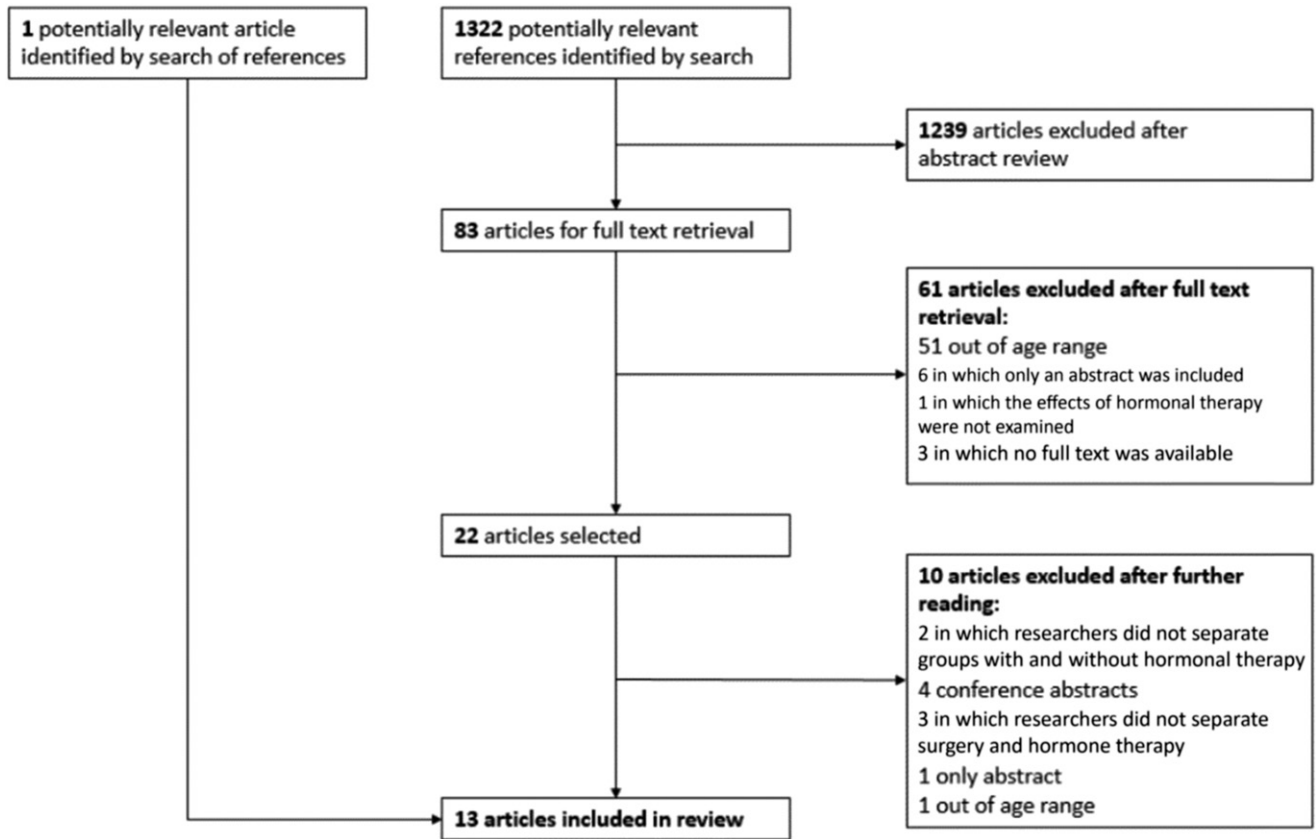 1 potentially relevant article
identified by search of references
1322 potentially relevant
references identified by search
1239 articles excluded after
abstract review
83 articles for full text retrieval
61 articles excluded after full text
retrieval:
51 out of age range
6 in which only an abstract was included
1 in which the effects of hormonal therapy
were not examined
3 in which no full text was available
22 articles selected
10 articles excluded after further
reading:
2 in which researchers did not separate
groups with and without hormonal therapy
4 conference abstracts
3 in which researchers did not separate
surgery and hormone therapy
1 only abstract
1 out of age range
13 articles included in review